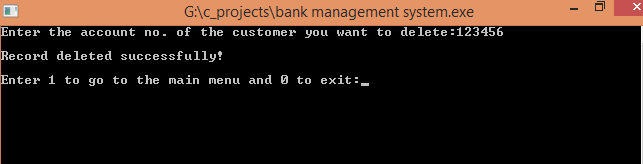 G:\c_projects\bank management system.exe
Enter the account no. of the customer you want to delete:123456
Record deleted successfully!
Enter 1 to go to the main menu and 0 to exit:_